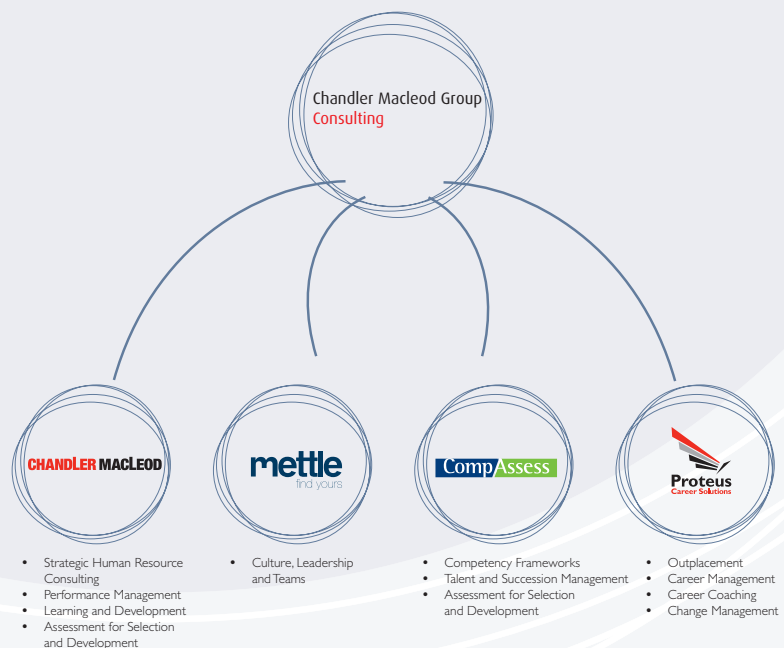 Chandler Macleod Group
Consulting
CHANDLER MACLEOD
mettle
find yours
CompAssess
Proteus
Career Solutions
• Strategic Human Resource
Consulting
• Performance Management
• Learning and Development
• Assessment for Selection
and Development
• Culture, Leadership
and Teams
• Competency Frameworks
• Talent and Succession Management
• Assessment for Selection
and Development
• Outplacement
• Career Management
• Career Coaching
• Change Management